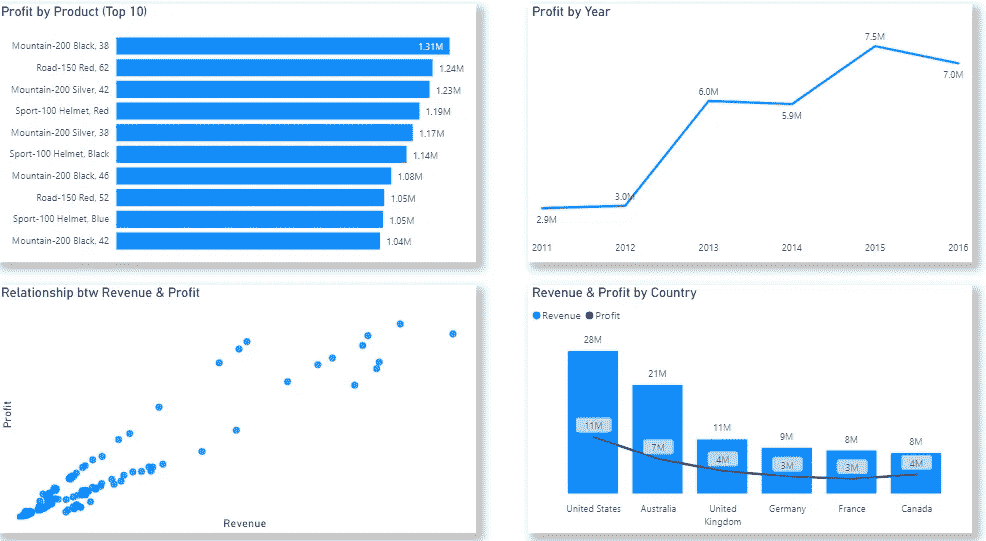 Profit by Product (Top 10)
Mountain-200 Black, 38
1.31M
Road-150 Red, 62
1.24M
Mountain-200 Silver, 42
1.23M
Sport-100 Helmet, Red
1.19M
Mountain-200 Silver, 38
1.17M
Sport-100 Helmet, Black
1.14M
Mountain-200 Black, 46
1.08M
Road-150 Red, 52
1.05M
Sport-100 Helmet, Blue
1.05M
Mountain-200 Black, 42
1.04M
Profit by Year
7.5M
7.0M
6.0M
5.9M
3.0M
2.9M
2011 2012 2013 2014 2015 2016
Relationship btw Revenue & Profit
Profit
Revenue
Revenue & Profit by Country
Revenue Profit
28M
21M
11M
9M
8M
8M
11M
7M
4M
3M
3M
4M
United States Australia United Kingdom Germany France Canada